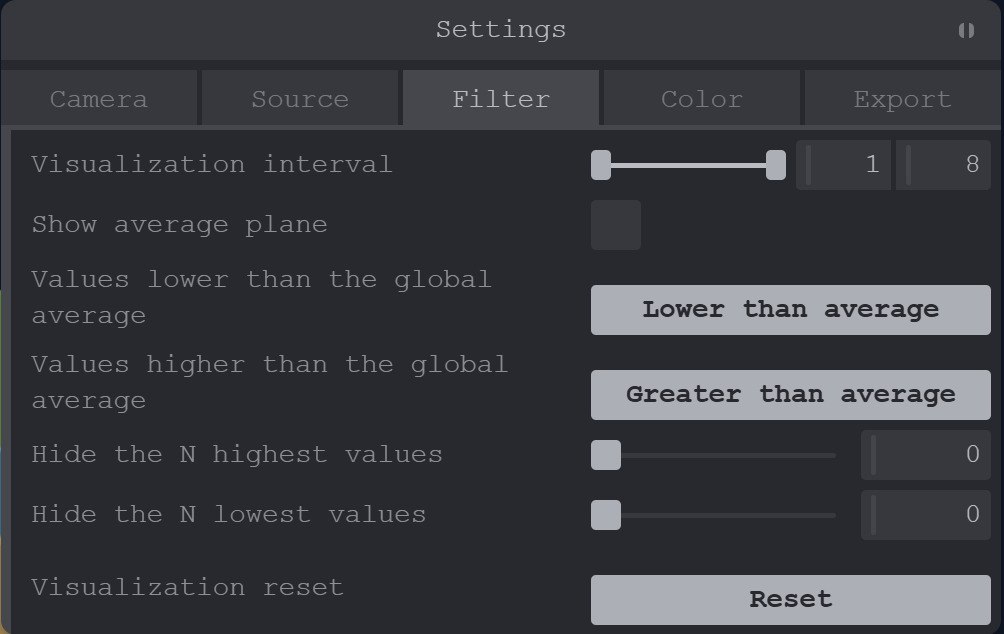 Settings
Camera Source Filter Color Export
Visualization interval 1 8
Show average plane
Values lower than the global
average
Lower than average
Values higher than the global
average
Greater than average
Hide the N highest values 0
Hide the N lowest values 0
Visualization reset Reset